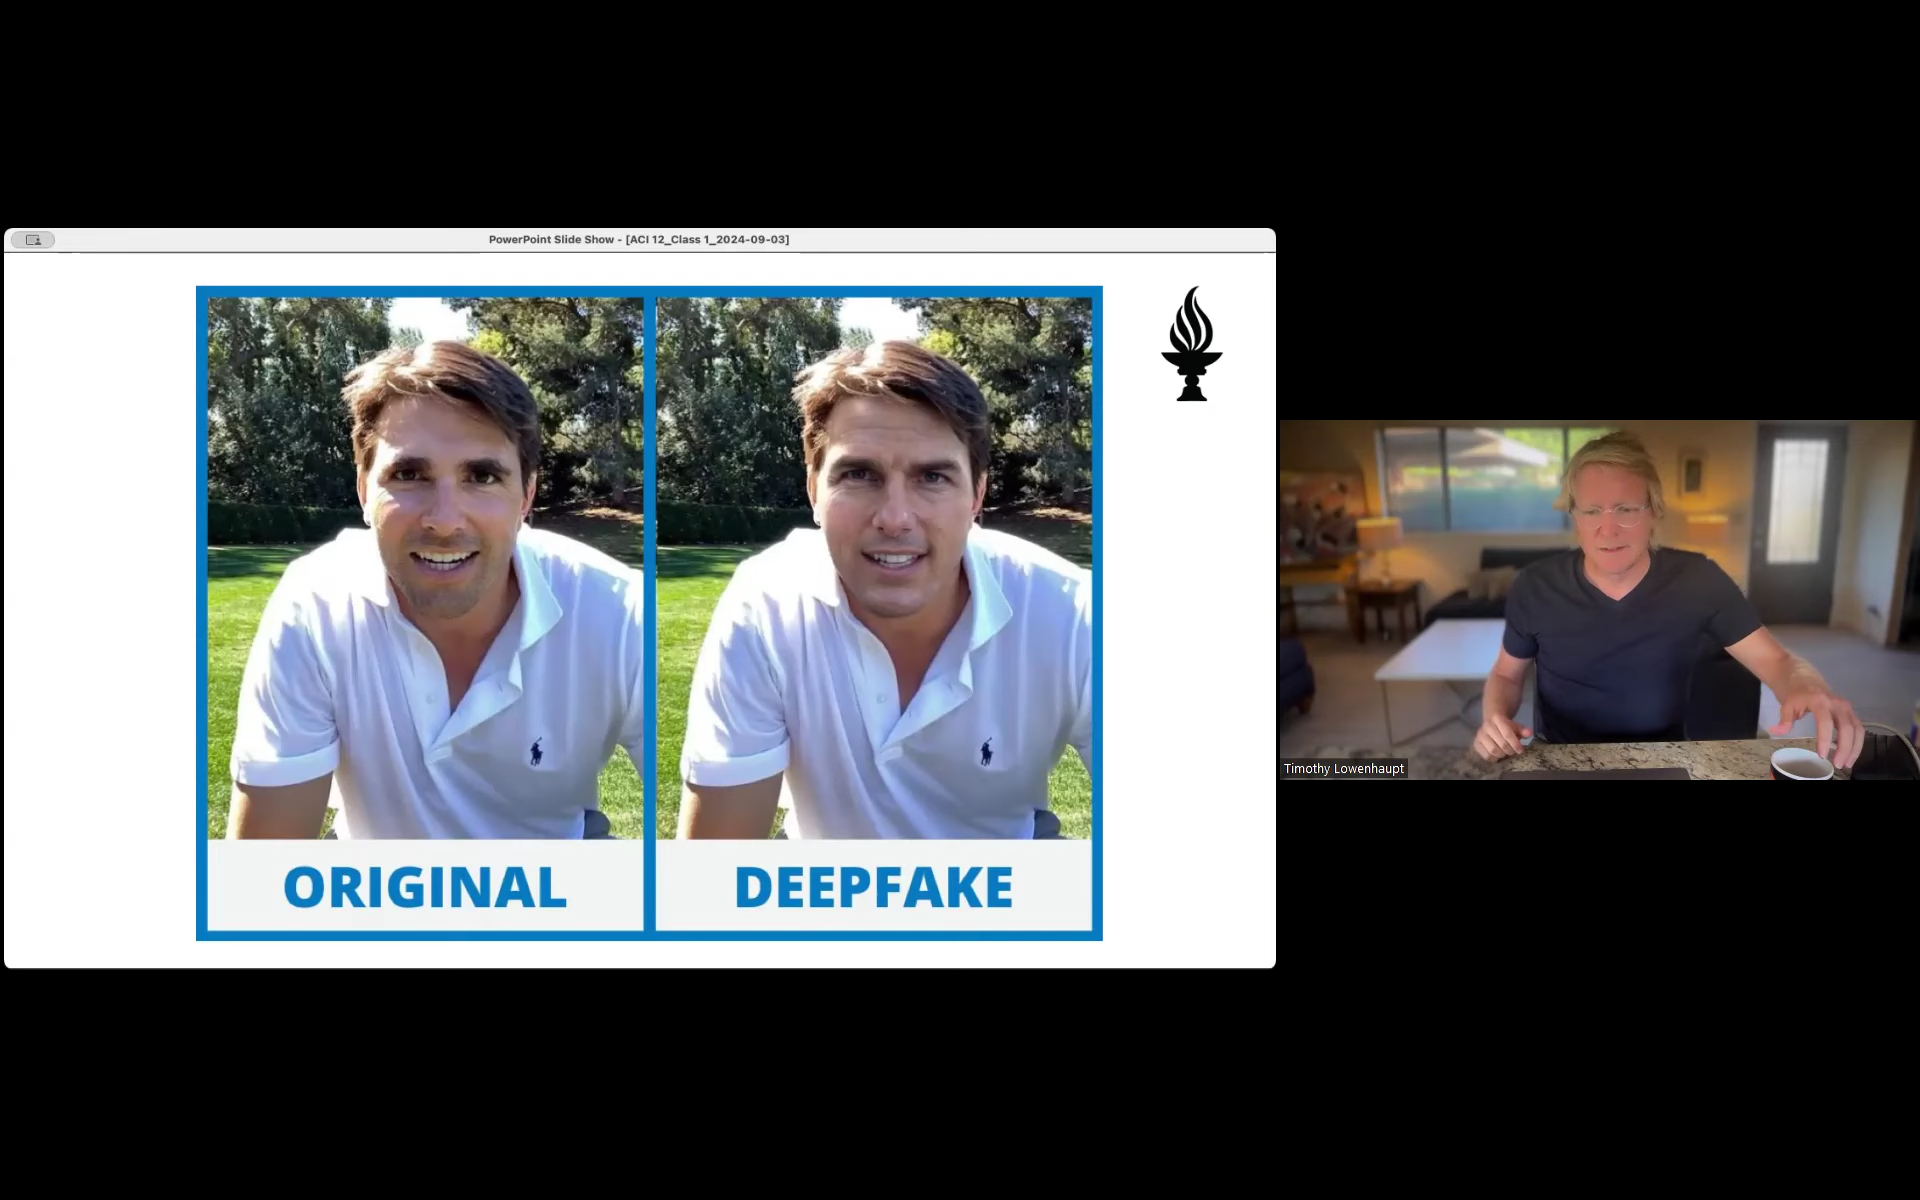 PowerPoint Slide Show - [ACI 12_Class 1_2024-09-03]
ORIGINAL
DEEPFAKE
Timothy Lowenhaupt